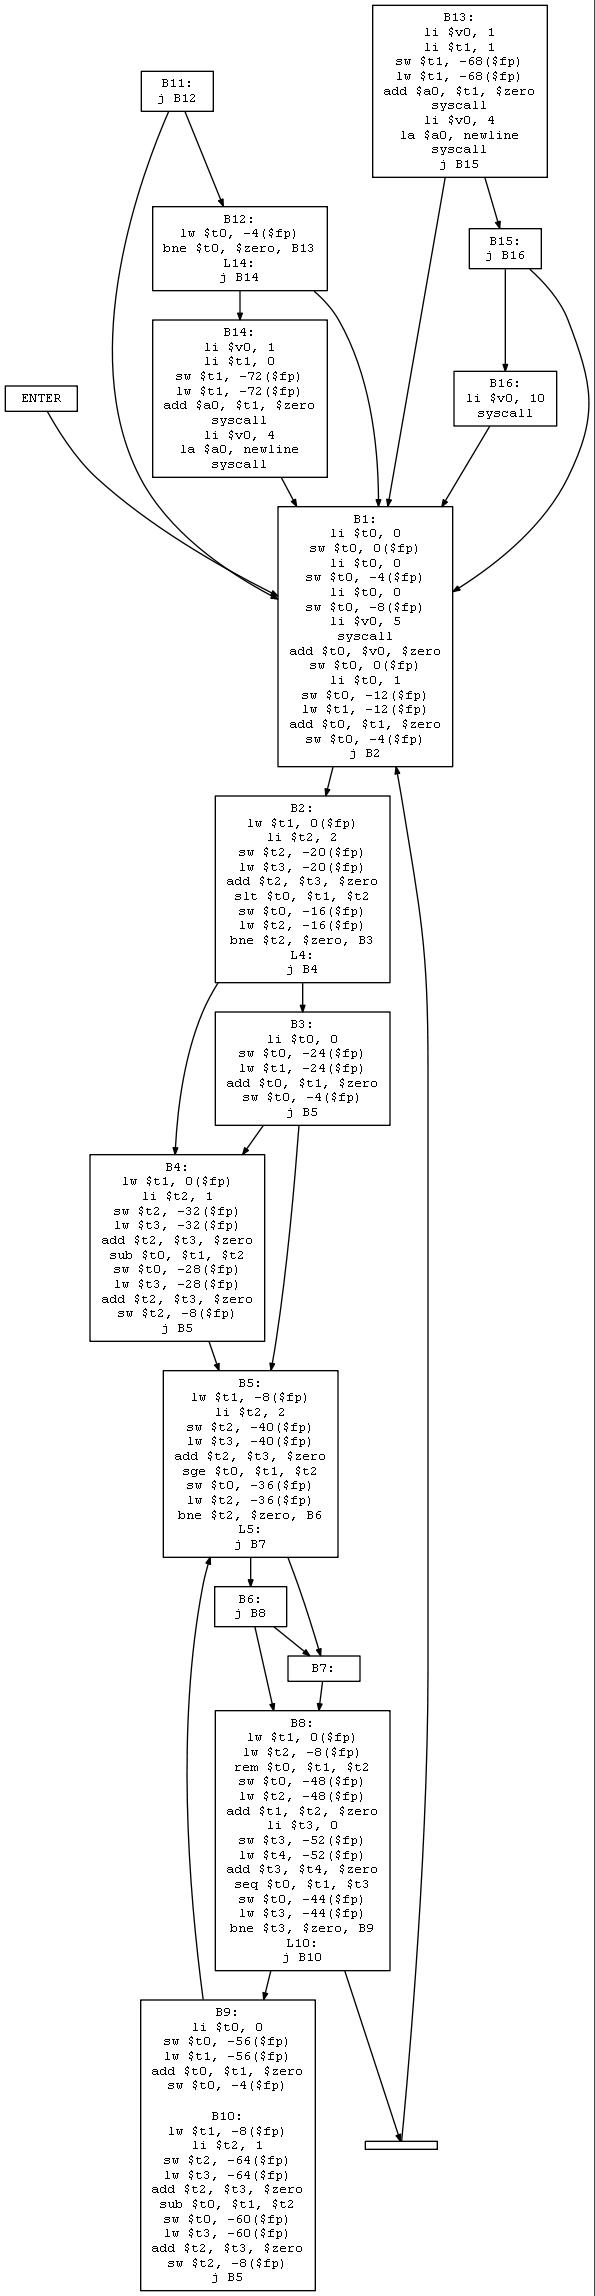 B13:
li $v0, 1
li $t1, 1
sw $t1, -68($fp)
lw $t1, -68($fp)
add $a0, $t1, $zero
syscall
li $v0, 4
la $a0, newline
syscall
j B15
B11:
j B12
B12:
lw $t0, -4($fp)
bne $t0, $zero, B13
L14:
j B14
B15:
j B16
B14:
li $v0, 1
li $t1, 0
sw $t1, -72($fp)
lw $t1, -72($fp)
add $a0, $t1, $zero
syscall
li $v0, 4
la $a0, newline
syscall
B16:
li $v0, 10
syscall
ENTER
B1:
li $t0, 0
sw $t0, 0($fp)
li $t0, 0
sw $t0, -4($fp)
li $t0, 0
sw $t0, -8($fp)
li $v0, 5
syscall
add $t0, $v0, $zero
sw $t0, 0($fp)
li $t0, 1
sw $t0, -12($fp)
lw $t1, -12($fp)
add $t0, $t1, $zero
sw $t0, -4($fp)
j B2
B2:
lw $t1, 0($fp)
li $t2, 2
sw $t2, -20($fp)
lw $t3, -20($fp)
add $t2, $t3, $zero
slt $t0, $t1, $t2
sw $t0, -16($fp)
lw $t2, -16($fp)
bne $t2, $zero, B3
L4:
j B4
B3:
li $t0, 0
sw $t0, -24($fp)
lw $t1, -24($fp)
add $t0, $t1, $zero
sw $t0, -4($fp)
j B5
B4:
lw $t1, 0($fp)
li $t2, 1
sw $t2, -32($fp)
lw $t3, -32($fp)
add $t2, $t3, $zero
sub $t0, $t1, $t2
sw $t0, -28($fp)
lw $t3, -28($fp)
add $t2, $t3, $zero
sw $t2, -8($fp)
j B5
B5:
lw $t1, -8($fp)
li $t2, 2
sw $t2, -40($fp)
lw $t3, -40($fp)
add $t2, $t3, $zero
sge $t0, $t1, $t2
sw $t0, -36($fp)
lw $t2, -36($fp)
bne $t2, $zero, B6
L5:
j B7
B6:
j B8
B7:
B8:
lw $t1, 0($fp)
lw $t2, -8($fp)
rem $t0, $t1, $t2
sw $t0, -48($fp)
lw $t2, -48($fp)
add $t1, $t2, $zero
li $t3, 0
sw $t3, -52($fp)
lw $t4, -52($fp)
add $t3, $t4, $zero
seq $t0, $t1, $t3
sw $t0, -44($fp)
lw $t3, -44($fp)
bne $t3, $zero, B9
L10:
j B10
B9:
li $t0, 0
sw $t0, -56($fp)
lw $t1, -56($fp)
add $t0, $t1, $zero
sw $t0, -4($fp)
B10:
lw $t1, -8($fp)
li $t2, 1
sw $t2, -64($fp)
lw $t3, -64($fp)
add $t2, $t3, $zero
sub $t0, $t1, $t2
sw $t0, -60($fp)
lw $t3, -60($fp)
add $t2, $t3, $zero
sw $t2, -8($fp)
j B5